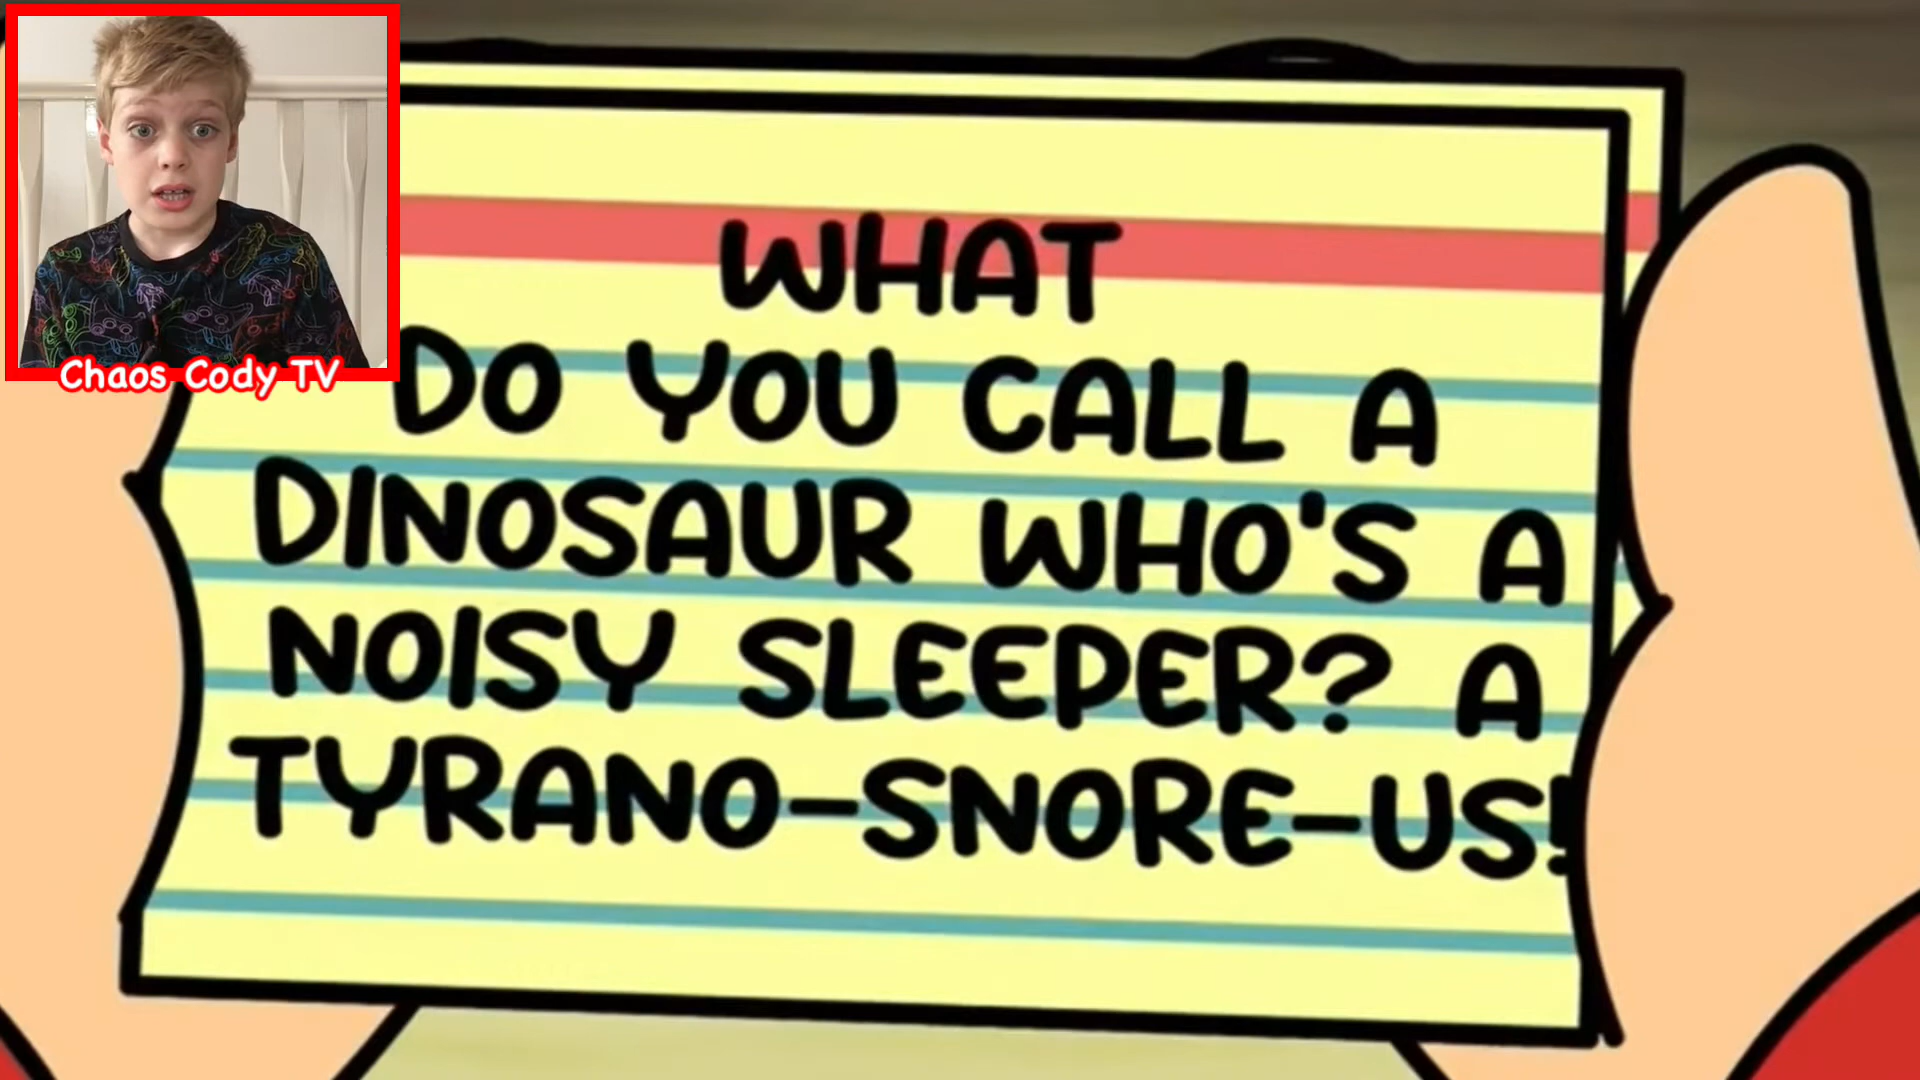 Chaos Cody TV
WHAT
DO YOU CALL A
DINOSAUR WHO'S A
NOISY SLEEPER? A
TYRANO-SNORE-US!